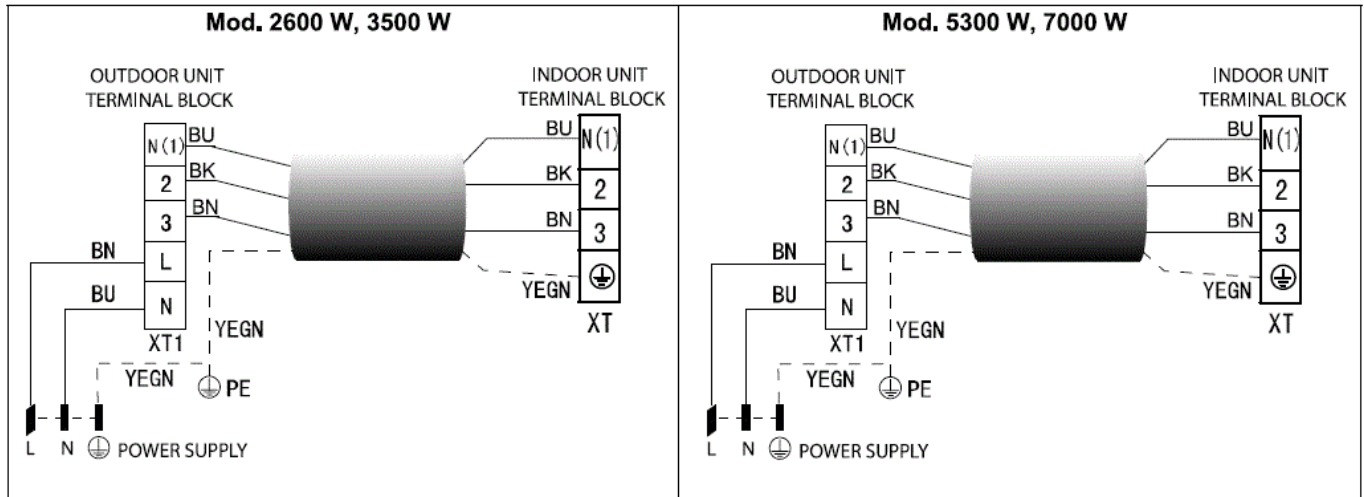 Mod. 2600 W, 3500 W
OUTDOOR UNIT
TERMINAL BLOCK
INDOOR UNIT
TERMINAL BLOCK
N(1)
BU
BU
N(1)
2
BK
BK
2
3
BN
BN
3
BN
L
YEGN
BU
N
XT
XT1
YEGN
YEGN
PE
L
N
POWER SUPPLY
Mod. 5300 W, 7000 W
OUTDOOR UNIT
TERMINAL BLOCK
INDOOR UNIT
TERMINAL BLOCK
N(1)
BU
BU
N(1)
2
BK
BK
2
3
BN
BN
3
BN
L
YEGN
BU
N
XT
XT1
YEGN
YEGN
PE
L
N
POWER SUPPLY